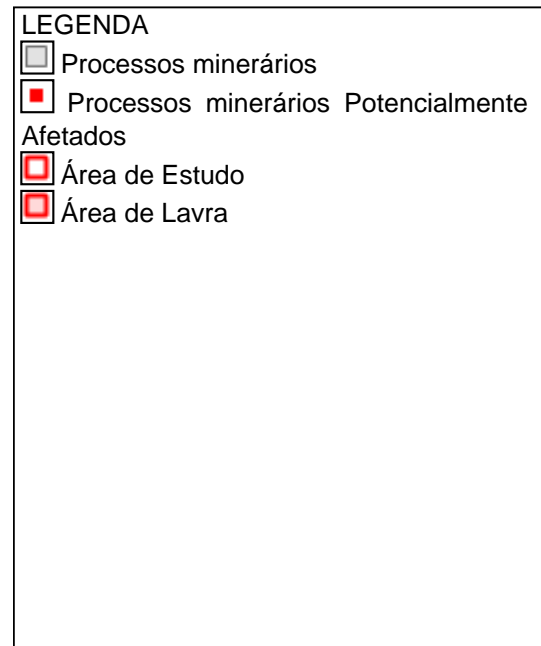 LEGENDA
Processos minerários
Processos minerários Potencialmente
Afetados
Área de Estudo
Área de Lavra